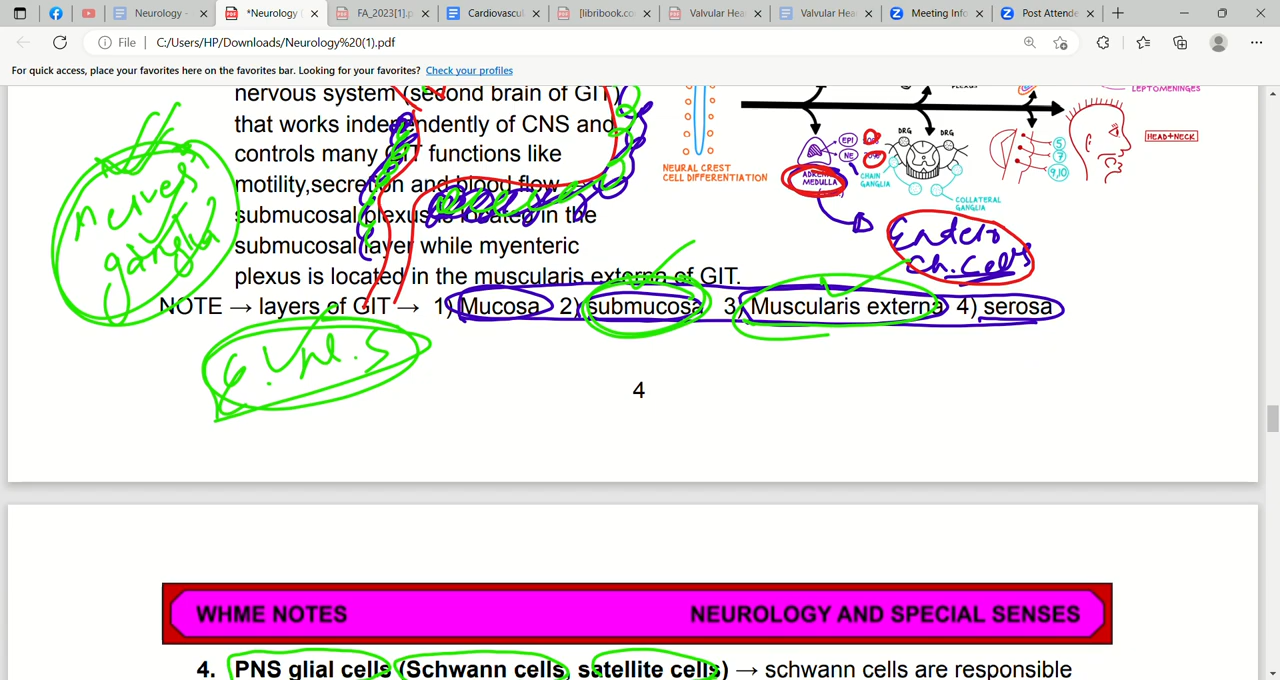 Neurology -
*Neurology (
FA_2023[1].p
Cardiovascu
[libribook.co
Valvular Hea
Valvular Hea
Meeting Info
Post Attende
File
C:/Users/HP/Downloads/Neurology%20(1).pdf
For quick access, place your favorites here on the favorites bar. Looking for your favorites? Check your profiles
nervous system (second brain of GIT)
that works independently of CNS and
controls many GIT functions like
motility,secretion and blood flow
submucosal plexus is located in the
submucosal layer while myenteric
plexus is located in the muscularis externa of GIT.
NOTE → layers of GIT → 1) Mucosa 2) submucosa 3) Muscularis externa 4) serosa
nerves
ganglia
NEURAL CREST
CELL DIFFERENTIATION
EPI
NE
ADRENAL
MEDULLA
CHAIN
GANGLIA
DRG
DRG
COLLATERAL
GANGLIA
PLEXUS
LEPTOMENINGES
5
7
9,10
HEAD+NECK
Ch. Cells
4
WHME NOTES
NEUROLOGY AND SPECIAL SENSES
4. PNS glial cells (Schwann cells, satellite cells) → schwann cells are responsible